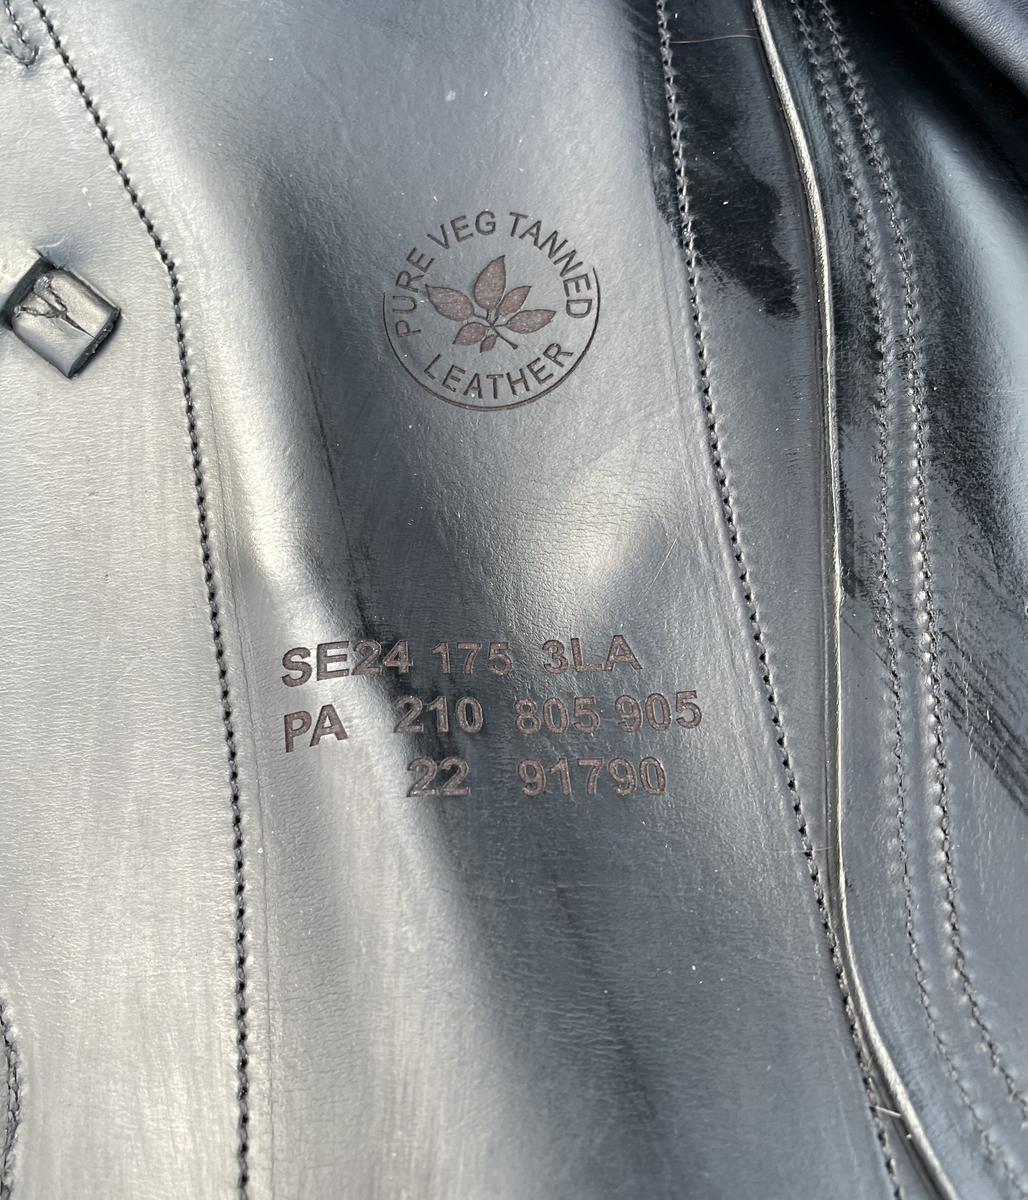 PURE VEG TANNED
LEATHER
SE24 175 3LA
PA 210 805 905
22 91790